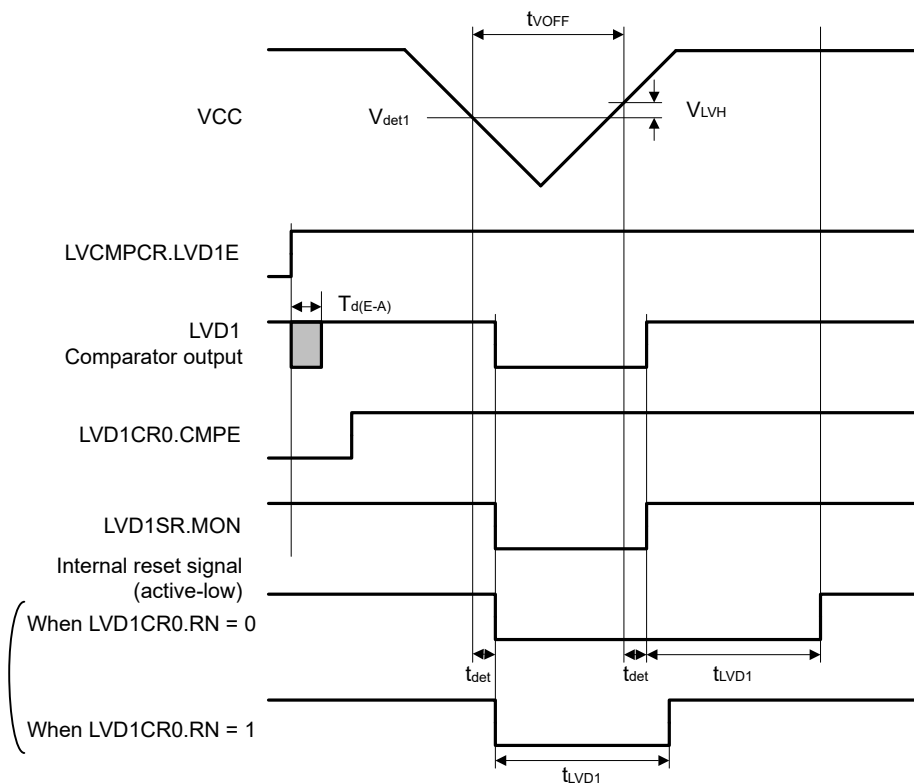 tVOFF
VCC
Vdet1
VLVH
LVCMPCR.LVD1E
Td(E-A)
LVD1
Comparator output
LVD1CR0.CMPE
LVD1SR.MON
Internal reset signal
(active-low)
When LVD1CR0.RN = 0
tdet
tdet
tLVD1
When LVD1CR0.RN = 1
tLVD1